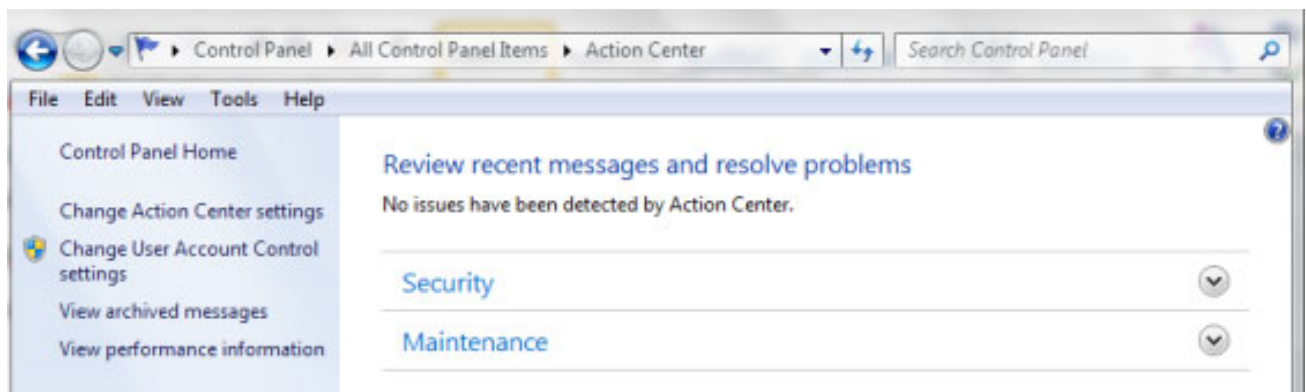 Control Panel ▸ All Control Panel Items ▸ Action Center
Search Control Panel
File Edit View Tools Help
Control Panel Home
Change Action Center settings
Change User Account Control
settings
View archived messages
View performance information
Review recent messages and resolve problems
No issues have been detected by Action Center.
Security
Maintenance